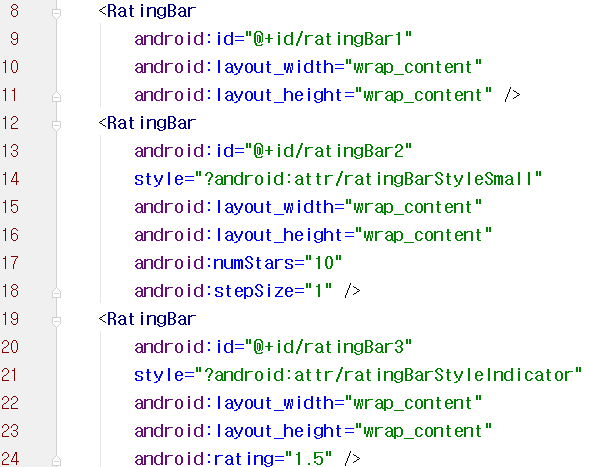 8 <RatingBar
9 android:id="@+id/ratingBar1"
10 android:layout_width="wrap_content"
11 android:layout_height="wrap_content" />
12 <RatingBar
13 android:id="@+id/ratingBar2"
14 style="?android:attr/ratingBarStyleSmall"
15 android:layout_width="wrap_content"
16 android:layout_height="wrap_content"
17 android:numStars="10"
18 android:stepSize="1" />
19 <RatingBar
20 android:id="@+id/ratingBar3"
21 style="?android:attr/ratingBarStyleIndicator"
22 android:layout_width="wrap_content"
23 android:layout_height="wrap_content"
24 android:rating="1.5" />